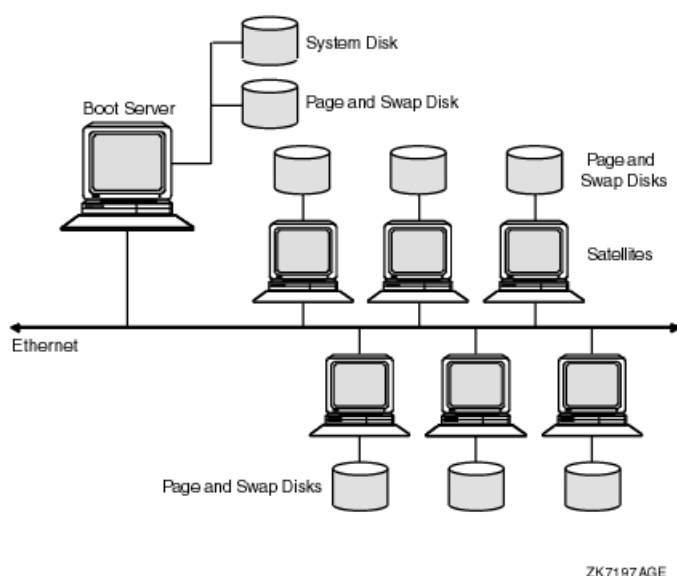 System Disk
Boot Server
Page and Swap Disk
Page and
Swap Disks
Satellites
Ethernet
Page and Swap Disks
ZK7197AGE